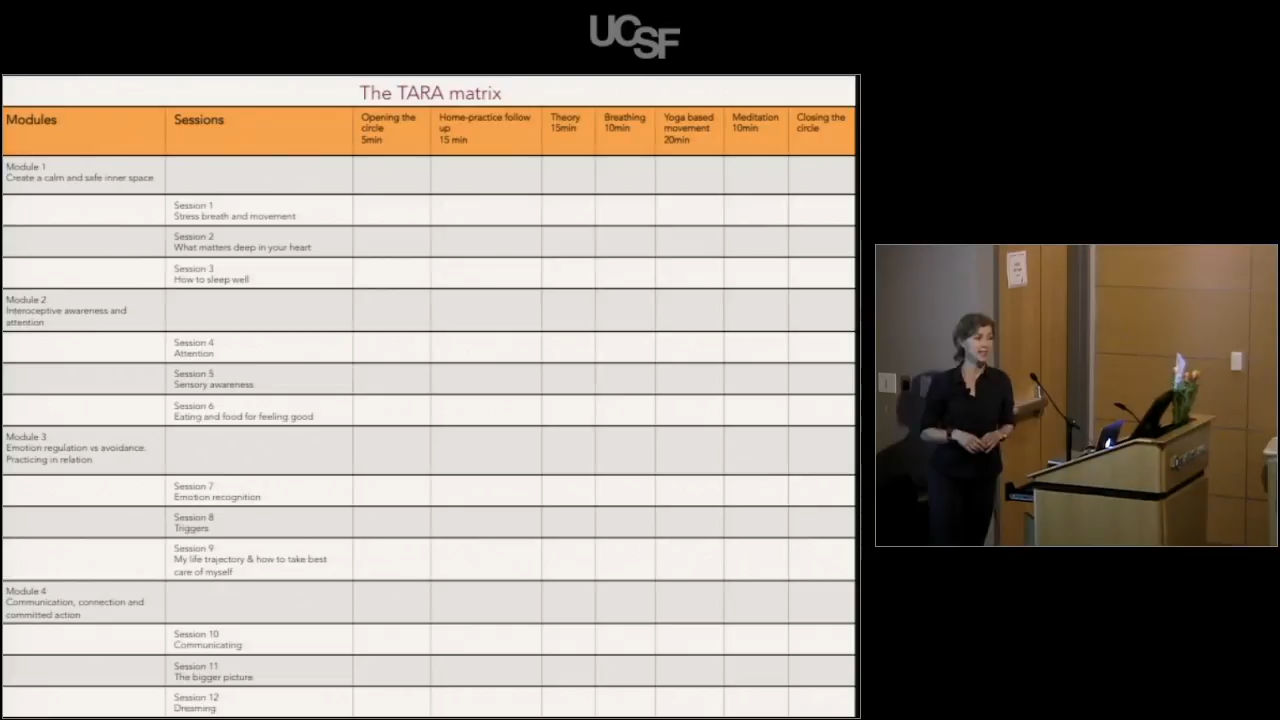 UCSF
The TARA matrix
Modules
Sessions
Opening the
circle
5min
Home-practice follow
up
15 min
Theory
15min
Breathing
10min
Yoga based
movement
20min
Meditation
10min
Closing the
circle
Module 1
Create a calm and safe inner space
Session 1
Stress breath and movement
Session 2
What matters deep in your heart
Session 3
How to sleep well
Module 2
Interoceptive awareness and
attention
Session 4
Attention
Session 5
Sensory awareness
Session 6
Eating and food for feeling good
Module 3
Emotion regulation vs avoidance.
Practicing in relation
Session 7
Emotion recognition
Session 8
Triggers
Session 9
My life trajectory & how to take best
care of myself
Module 4
Communication, connection and
committed action
Session 10
Communicating
Session 11
The bigger picture
Session 12
Dreaming